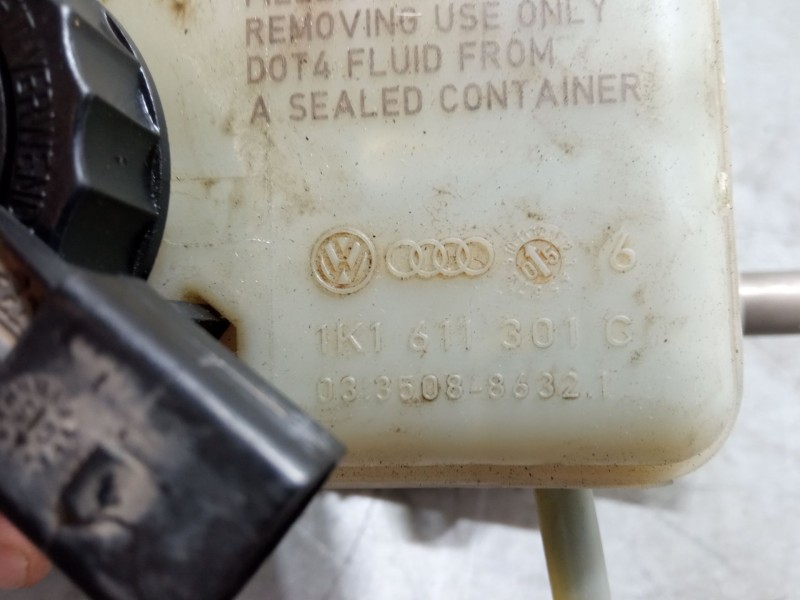 REMOVING USE ONLY
DOT4 FLUID FROM
A SEALED CONTAINER
6
1K1 611 301 G
03.3508-8632.1